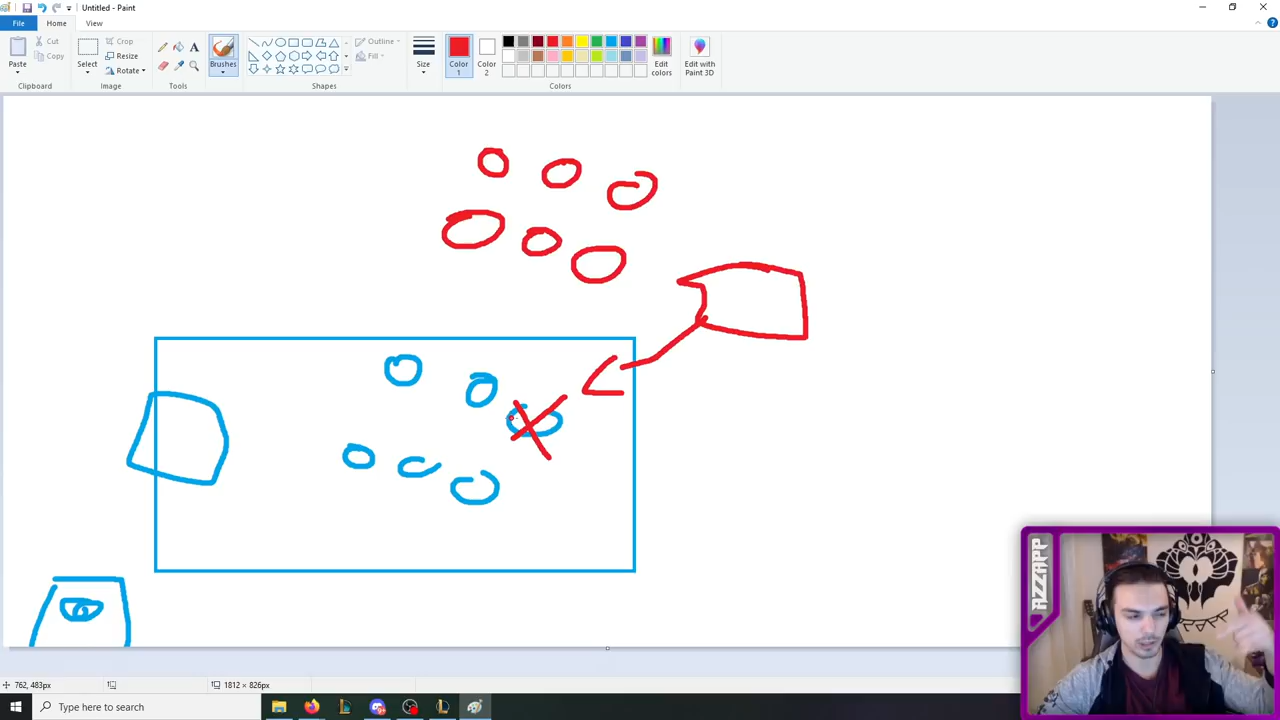 Untitled - Paint
File
Home
View
Paste
Cut
Copy
Clipboard
Select
Crop
Resize
Rotate
Image
A
Tools
Brushes
Shapes
Outline
Fill
Size
Color 1
Color 2
Colors
Edit colors
Edit with Paint 3D
AZZAPP
762, 483px
1812 × 826px
Type here to search